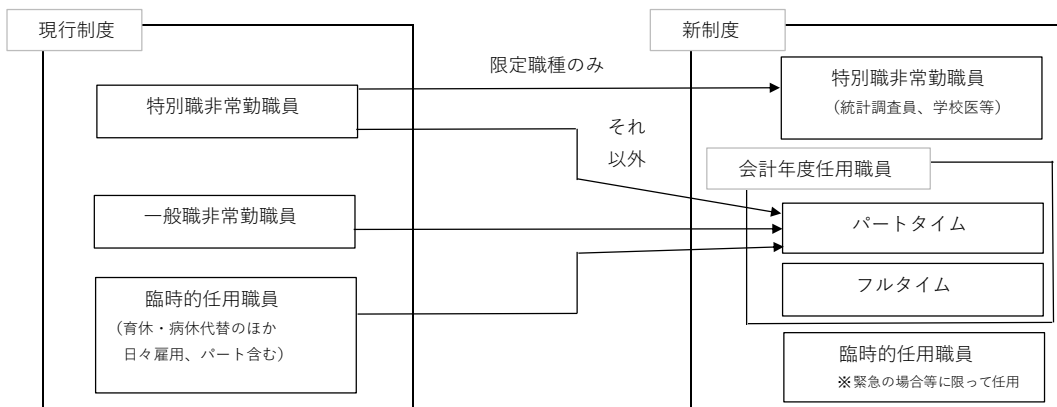 現行制度
新制度
限定職種のみ
特別職非常勤職員
特別職非常勤職員
(統計調査員、学校医等)
それ
以外
会計年度任用職員
一般職非常勤職員
パートタイム
フルタイム
臨時的任用職員
(育休・病休代替のほか
日々雇用、パート含む)
臨時的任用職員
※緊急の場合等に限って任用